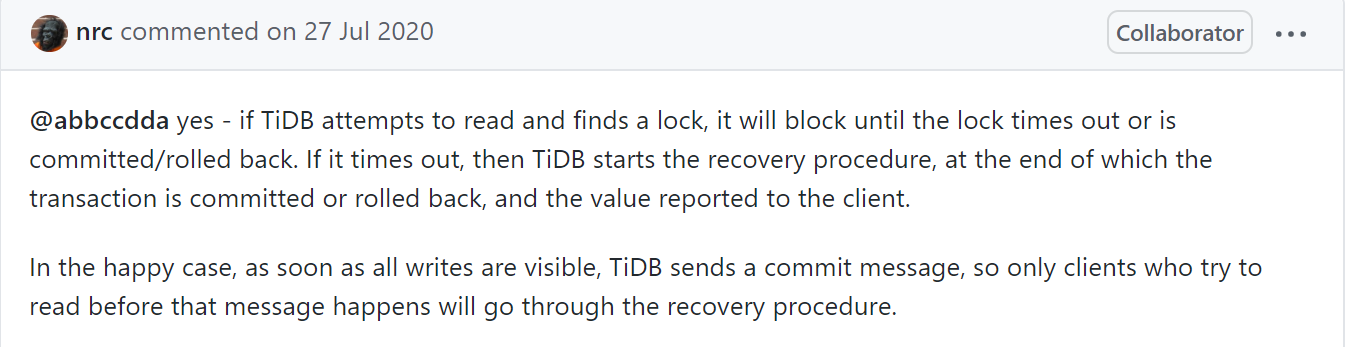 nrc commented on 27 Jul 2020 Collaborator ...
@abbccdda yes - if TiDB attempts to read and finds a lock, it will block until the lock times out or is
committed/rolled back. If it times out, then TiDB starts the recovery procedure, at the end of which the
transaction is committed or rolled back, and the value reported to the client.
In the happy case, as soon as all writes are visible, TiDB sends a commit message, so only clients who try to
read before that message happens will go through the recovery procedure.